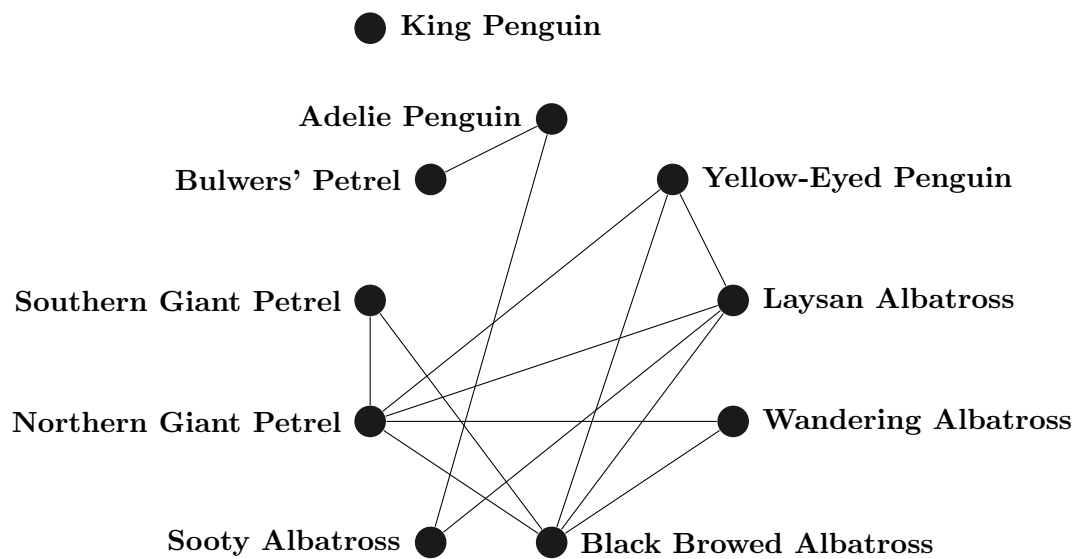 King Penguin
Adelie Penguin
Bulwers' Petrel
Yellow-Eyed Penguin
Southern Giant Petrel
Laysan Albatross
Northern Giant Petrel
Wandering Albatross
Sooty Albatross
Black Browed Albatross